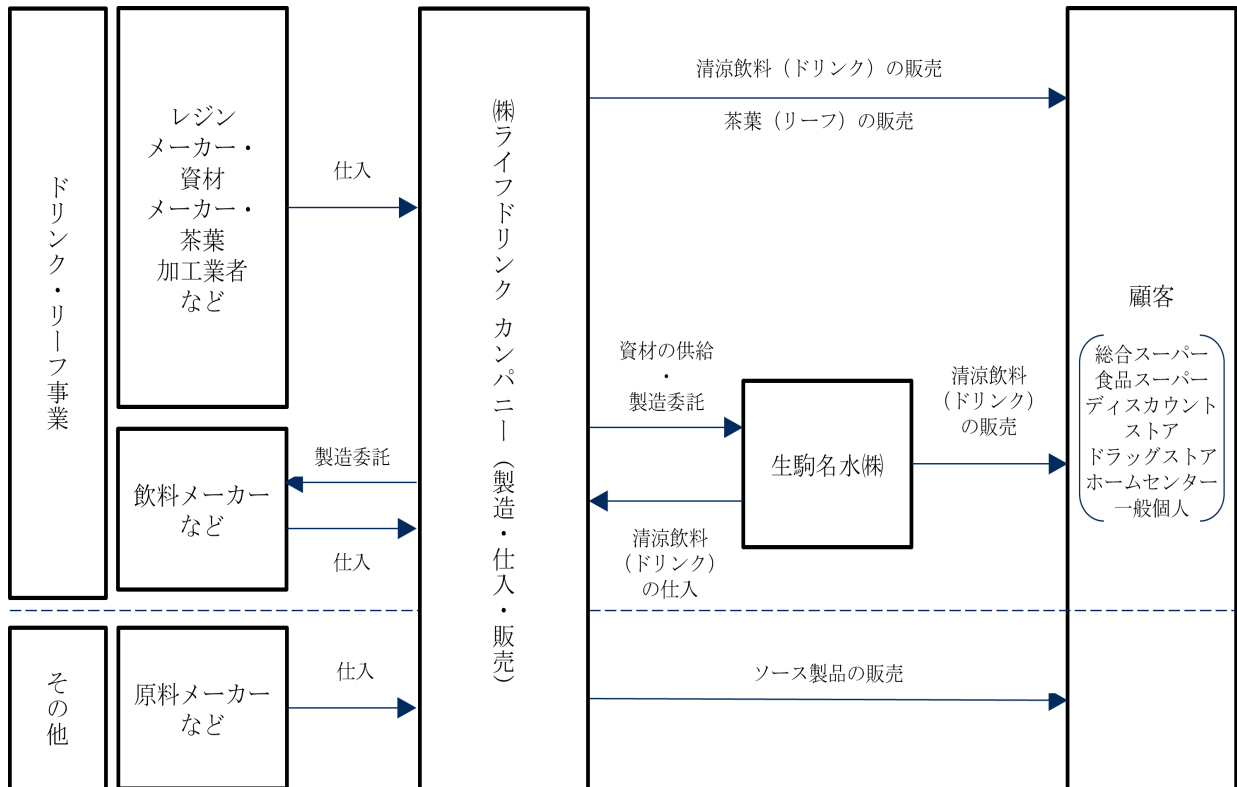 ドリンク・リーフ事業
レジン
メーカー・
資材
メーカー・
茶葉
加工業者
など
仕入
飲料メーカー
など
製造委託
仕入
㈱ライフドリンク カンパニー（製造・仕入・販売）
清涼飲料（ドリンク）の販売
茶葉（リーフ）の販売
資材の供給
・
製造委託
生駒名水㈱
清涼飲料
（ドリンク）
の仕入
清涼飲料
（ドリンク）
の販売
顧客
総合スーパー
食品スーパー
ディスカウント
ストア
ドラッグストア
ホームセンター
一般個人
その他
原料メーカー
など
仕入
ソース製品の販売